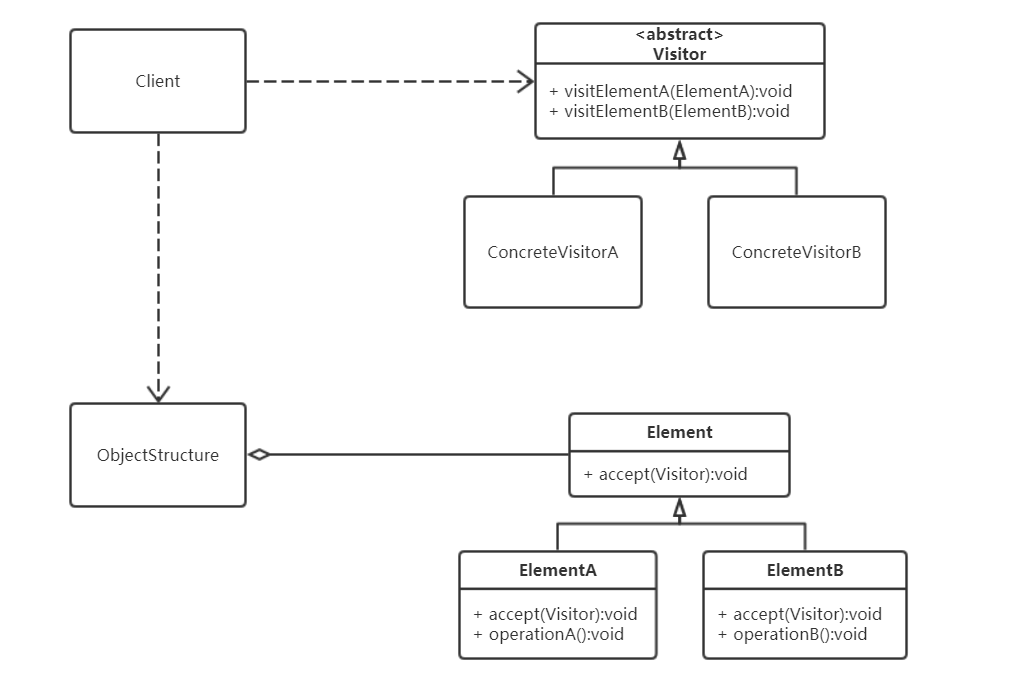 Client
<abstract>
Visitor
+ visitElementA(ElementA):void
+ visitElementB(ElementB):void
ConcreteVisitorA
ConcreteVisitorB
ObjectStructure
Element
+ accept(Visitor):void
ElementA
+ accept(Visitor):void
+ operationA():void
ElementB
+ accept(Visitor):void
+ operationB():void